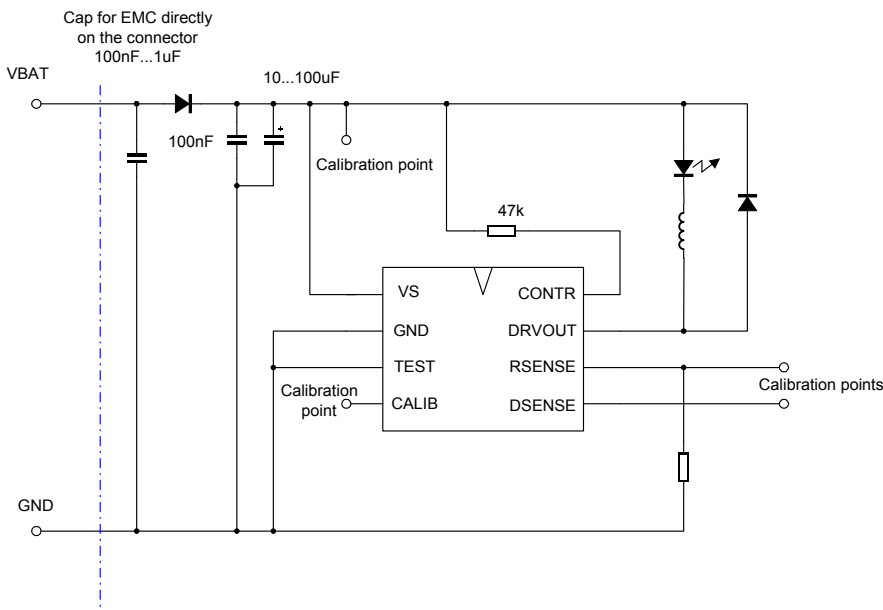 Cap for EMC directly
on the connector
100nF...1uF
VBAT
10...100uF
+
100nF
Calibration point
47k
VS
CONTR
GND
DRVOUT
TEST
RSENSE
Calibration
point
Calibration points
CALIB
DSENSE
GND